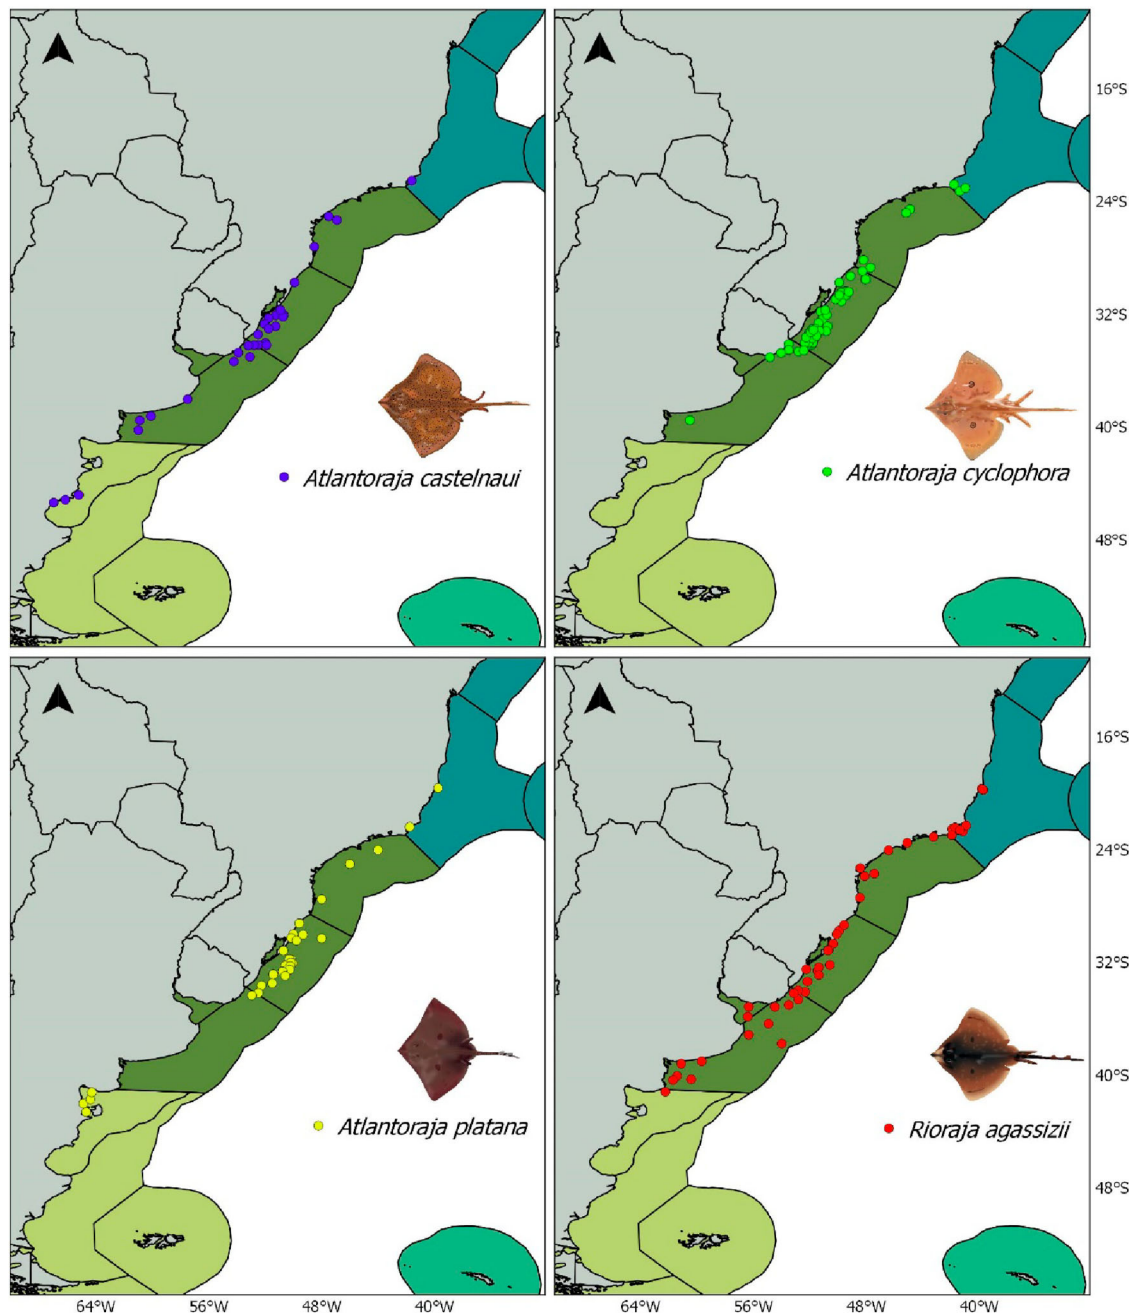 16°S
24°S
32°S
Atlantoraja castelnaui
Atlantoraja cyclophora
40°S
48°S
16°S
24°S
32°S
Atlantoraja platana
Rioraja agassizii
40°S
48°S
64°W 56°W 48°W 40°W 64°W 56°W 48°W 40°W